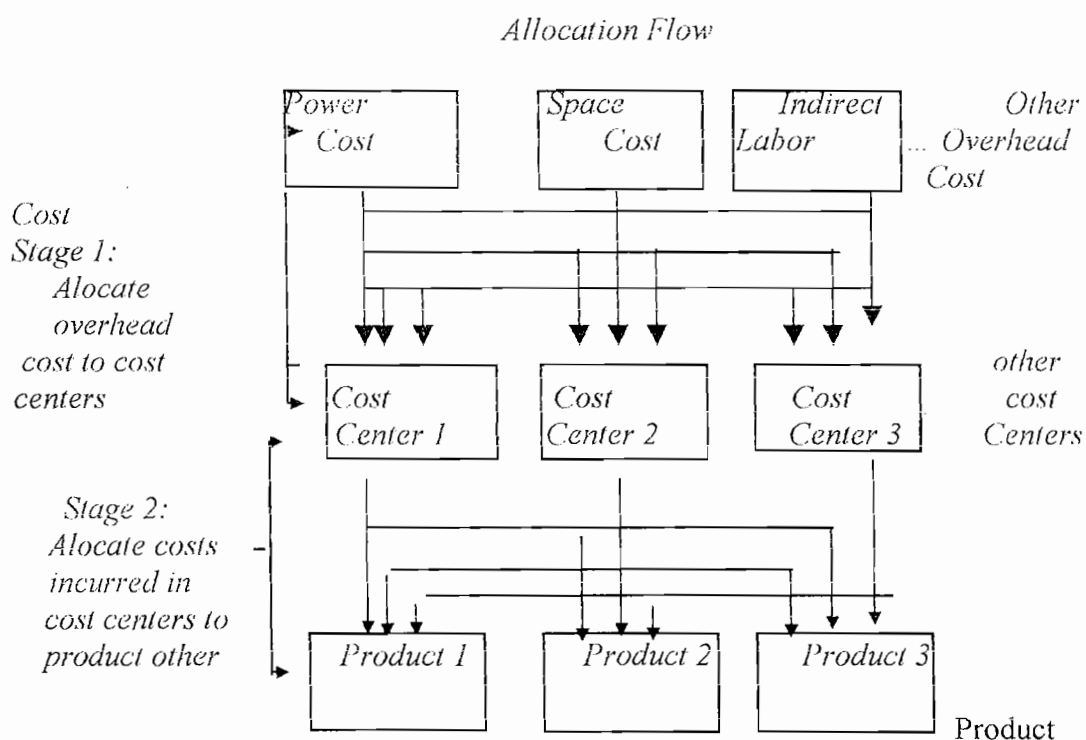 Allocation Flow
Power
Cost
Space
Cost
Indirect
Labor
Other
... Overhead
Cost
Cost
Stage 1:
Alocate
overhead
cost to cost
centers
Cost
Center 1
Cost
Center 2
Cost
Center 3
other
cost
Centers
Stage 2:
Alocate costs
incurred in
cost centers to
product other
Product 1
Product 2
Product 3
Product